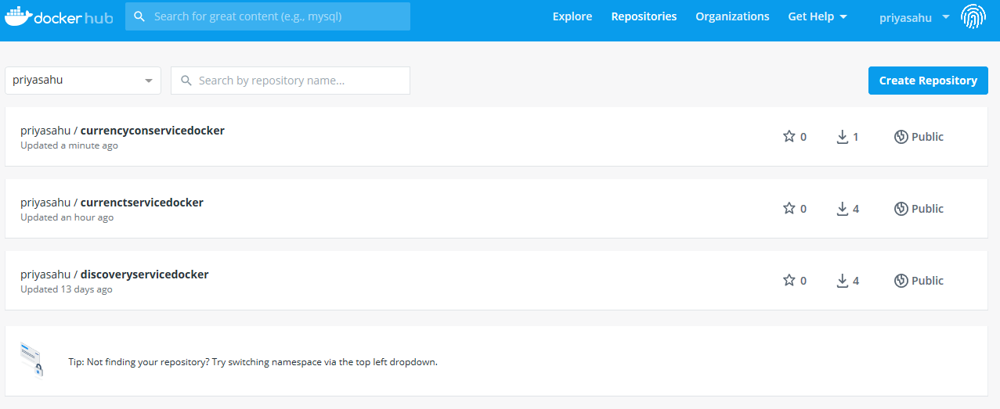 docker hub Search for great content (e.g., mysql) Explore Repositories Organizations Get Help priyasahu
priyasahu Search by repository name... Create Repository
priyasahu / currencyconservicedocker 0 1 Public
Updated a minute ago
priyasahu / currenctservicedocker 0 4 Public
Updated an hour ago
priyasahu / discoveryservicedocker 0 4 Public
Updated 13 days ago
Tip: Not finding your repository? Try switching namespace via the top left dropdown.